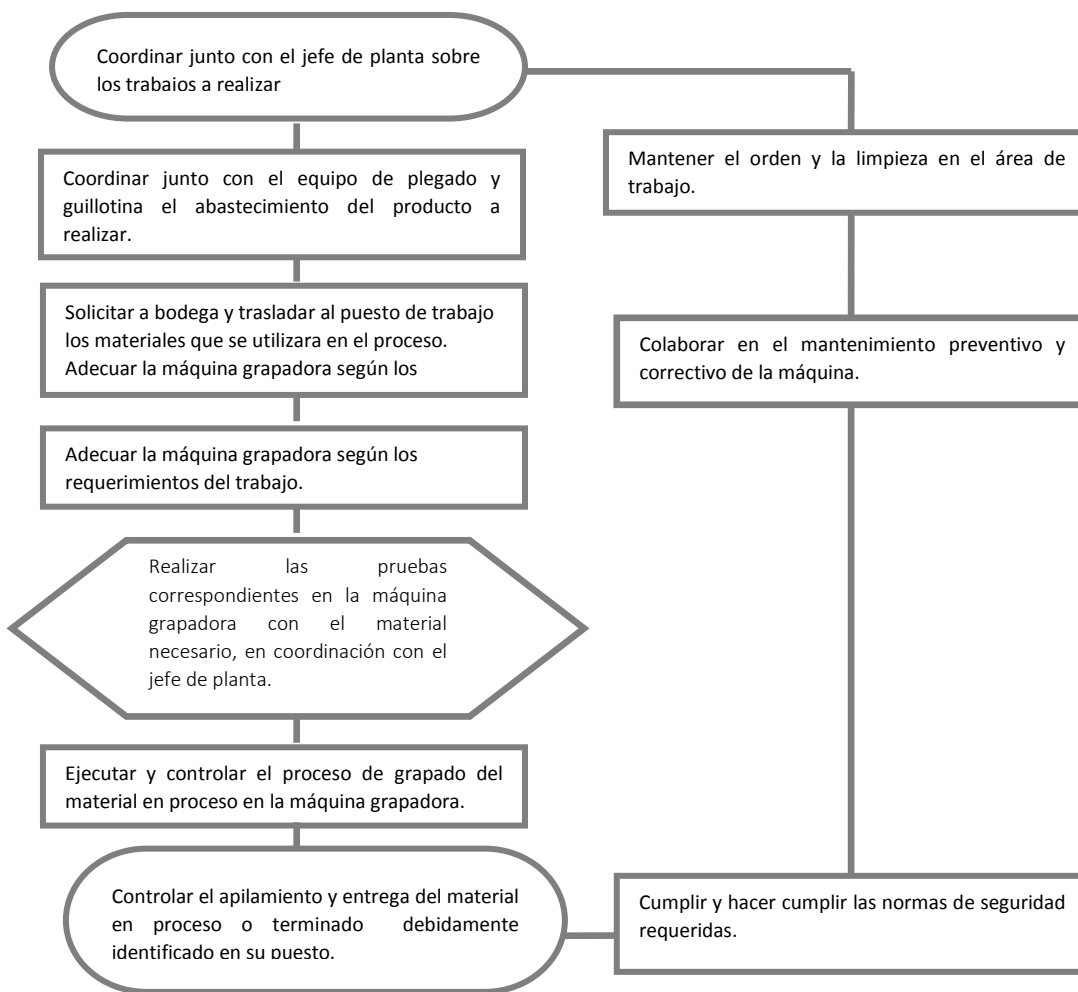 Coordinar junto con el jefe de planta sobre
los trabaios a realizar
Coordinar junto con el equipo de plegado y
guillotina el abastecimiento del producto a
realizar.
Solicitar a bodega y trasladar al puesto de trabajo
los materiales que se utilizara en el proceso.
Adecuar la máquina grapadora según los
Adecuar la máquina grapadora según los
requerimientos del trabajo.
Realizar las pruebas
correspondientes en la máquina
grapadora con el material
necesario, en coordinación con el
jefe de planta.
Ejecutar y controlar el proceso de grapado del
material en proceso en la máquina grapadora.
Controlar el apilamiento y entrega del material
en proceso o terminado debidamente
identificado en su puesto.
Mantener el orden y la limpieza en el área de
trabajo.
Colaborar en el mantenimiento preventivo y
correctivo de la máquina.
Cumplir y hacer cumplir las normas de seguridad
requeridas.